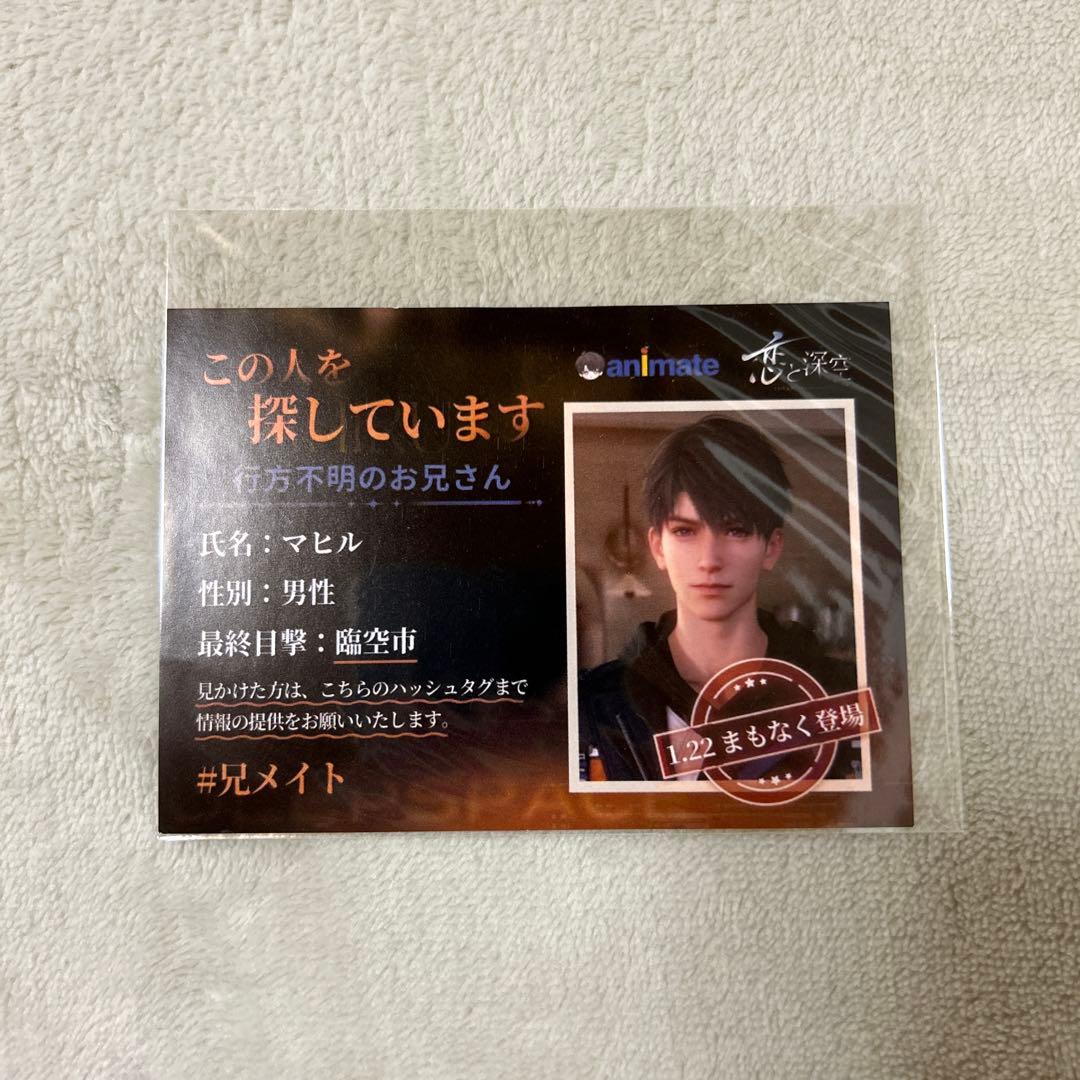 この人を
探しています
行方不明のお兄さん
氏名：マヒル
性別：男性
最終目撃：臨空市
見かけた方は、こちらのハッシュタグまで
情報の提供をお願いいたします。
#兄メイト
animate
恋と深空
1.22 まもなく登場